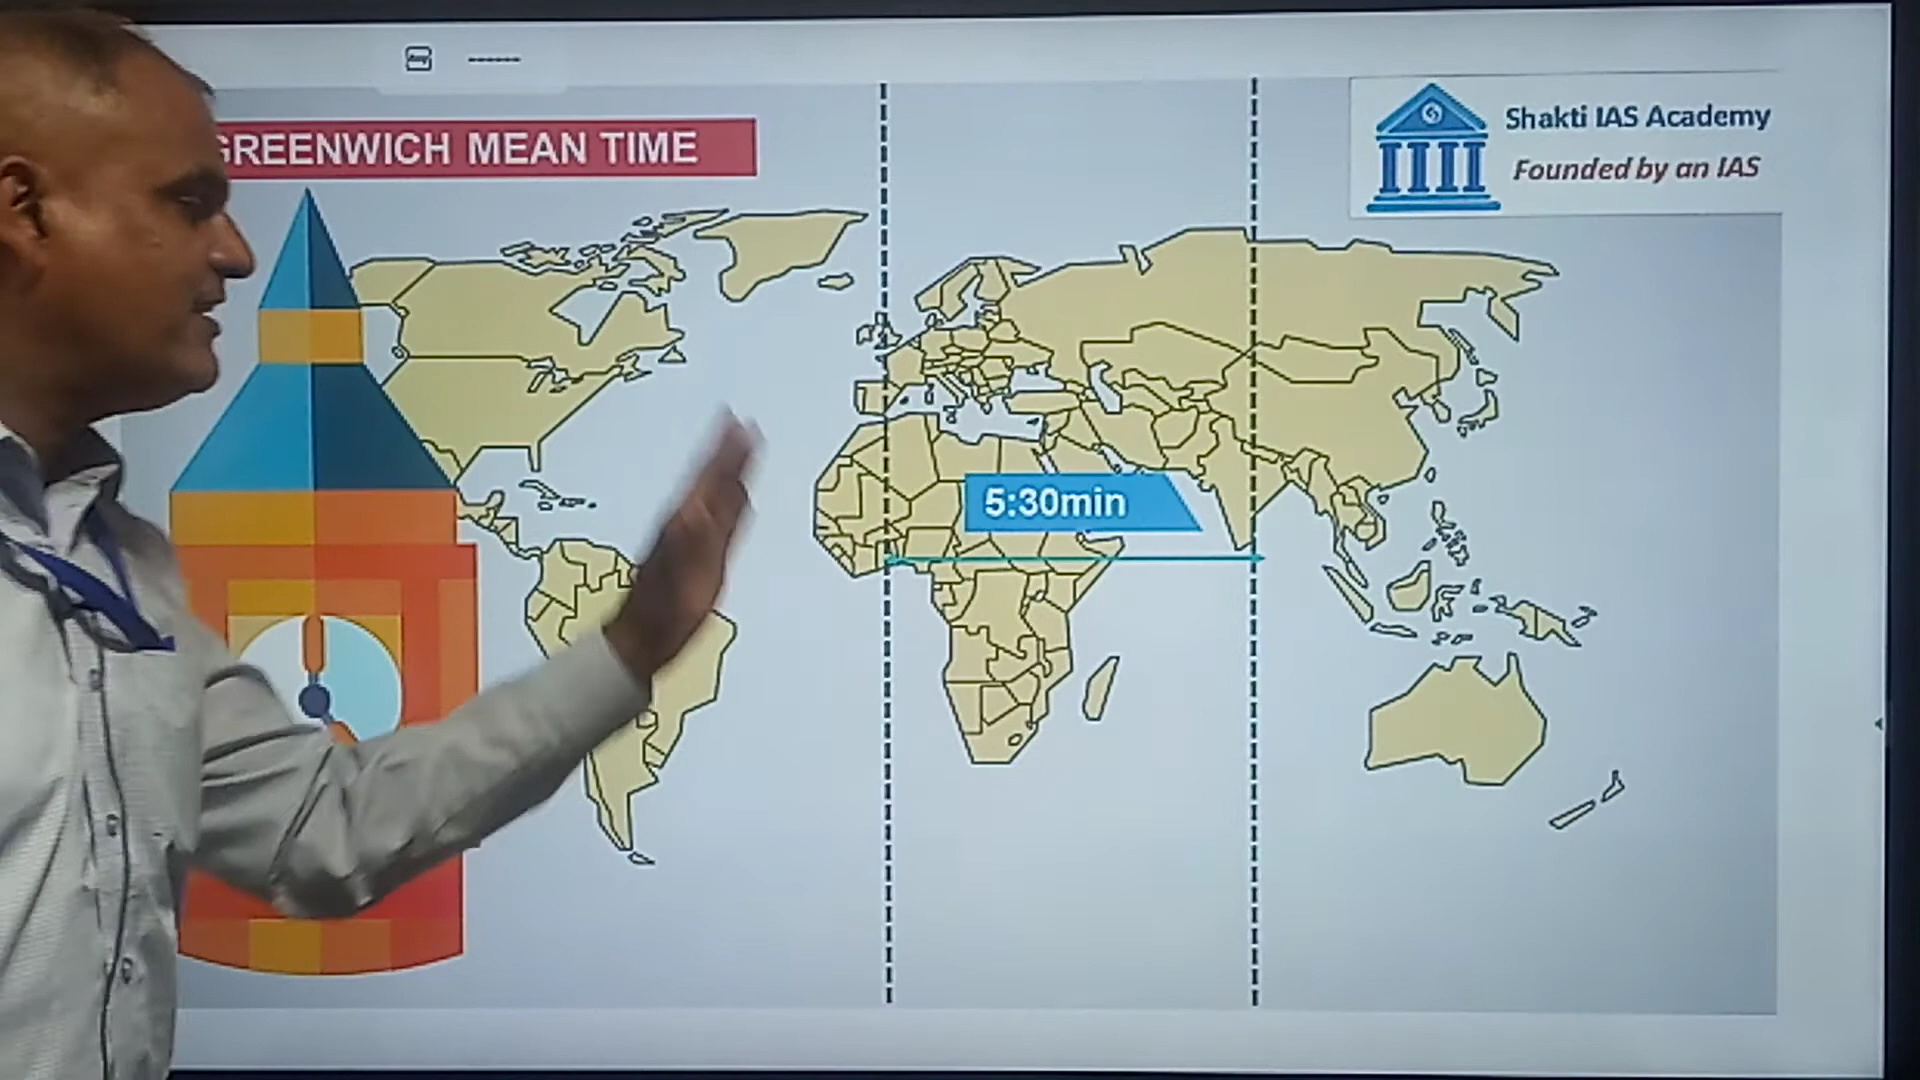 GREENWICH MEAN TIME
Shakti IAS Academy
Founded by an IAS
5:30min